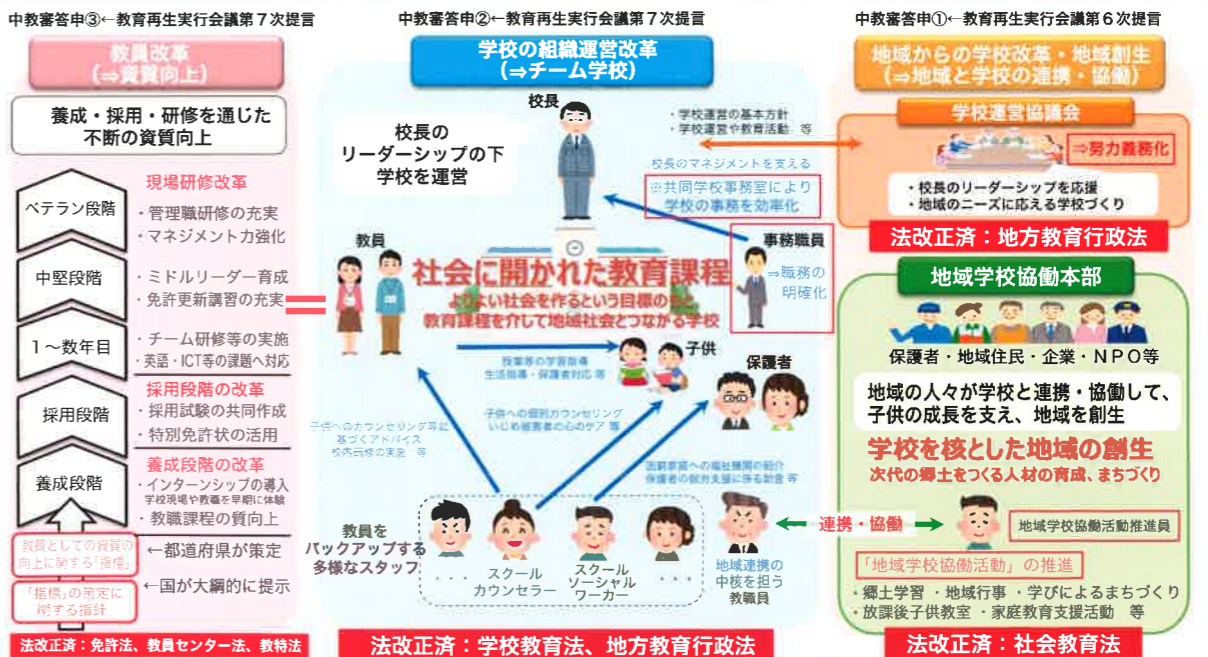 中教審答申③←教育再生実行会議第７次提言
教員改革
(⇒資質向上)
養成・採用・研修を通じた
不断の資質向上
ベテラン段階
現場研修改革
・管理職研修の充実
・マネジメント力強化
中堅段階
・ミドルリーダー育成
・免許更新講習の充実
１～数年目
・チーム研修等の実施
・英語・ICT等の課題へ対応
採用段階
採用段階の改革
・採用試験の共同作成
・特別免許状の活用
養成段階
養成段階の改革
・インターンシップの導入
学校現場や教職を早期に体験
・教職課程の質向上
教員としての資質の
向上に関する「指標」
←都道府県が策定
「指標」の策定に
関する指針
←国が大綱的に提示
法改正済：免許法、教員センター法、教特法
中教審答申②←教育再生実行会議第７次提言
学校の組織運営改革
(⇒チーム学校)
校長
校長の
リーダーシップの下
学校を運営
・学校運営の基本方針
・学校運営や教育活動　等
校長のマネジメントを支える
※共同学校事務室により
学校の事務を効率化
教員
事務職員
⇒職務の
明確化
社会に開かれた教育課程
よりよい社会を作るという目標のもと、
教育課程を介して地域社会とつながる学校
＝
授業等の学習指導
生活指導・保護者対応 等
子供
保護者
子供へのカウンセリング等に
基づくアドバイス
校内研修の実施　等
子供への個別カウンセリング
いじめ被害者の心のケア 等
困窮家庭への福祉機関の紹介
保護者の就労支援に係る助言 等
教員を
バックアップする
多様なスタッフ
・・・
スクール
カウンセラー
スクール
ソーシャル
ワーカー
・・・
地域連携の
中核を担う
教職員
連携・協働
法改正済：学校教育法、地方教育行政法
中教審答申①←教育再生実行会議第６次提言
地域からの学校改革・地域創生
(⇒地域と学校の連携・協働)
学校運営協議会
⇒努力義務化
・校長のリーダーシップを応援
・地域のニーズに応える学校づくり
法改正済：地方教育行政法
地域学校協働本部
保護者・地域住民・企業・ＮＰＯ等
地域の人々が学校と連携・協働して、
子供の成長を支え、地域を創生
学校を核とした地域の創生
次代の郷土をつくる人材の育成、まちづくり
地域学校協働活動推進員
「地域学校協働活動」の推進
・郷土学習 ・地域行事 ・学びによるまちづくり
・放課後子供教室 ・家庭教育支援活動　等
法改正済：社会教育法